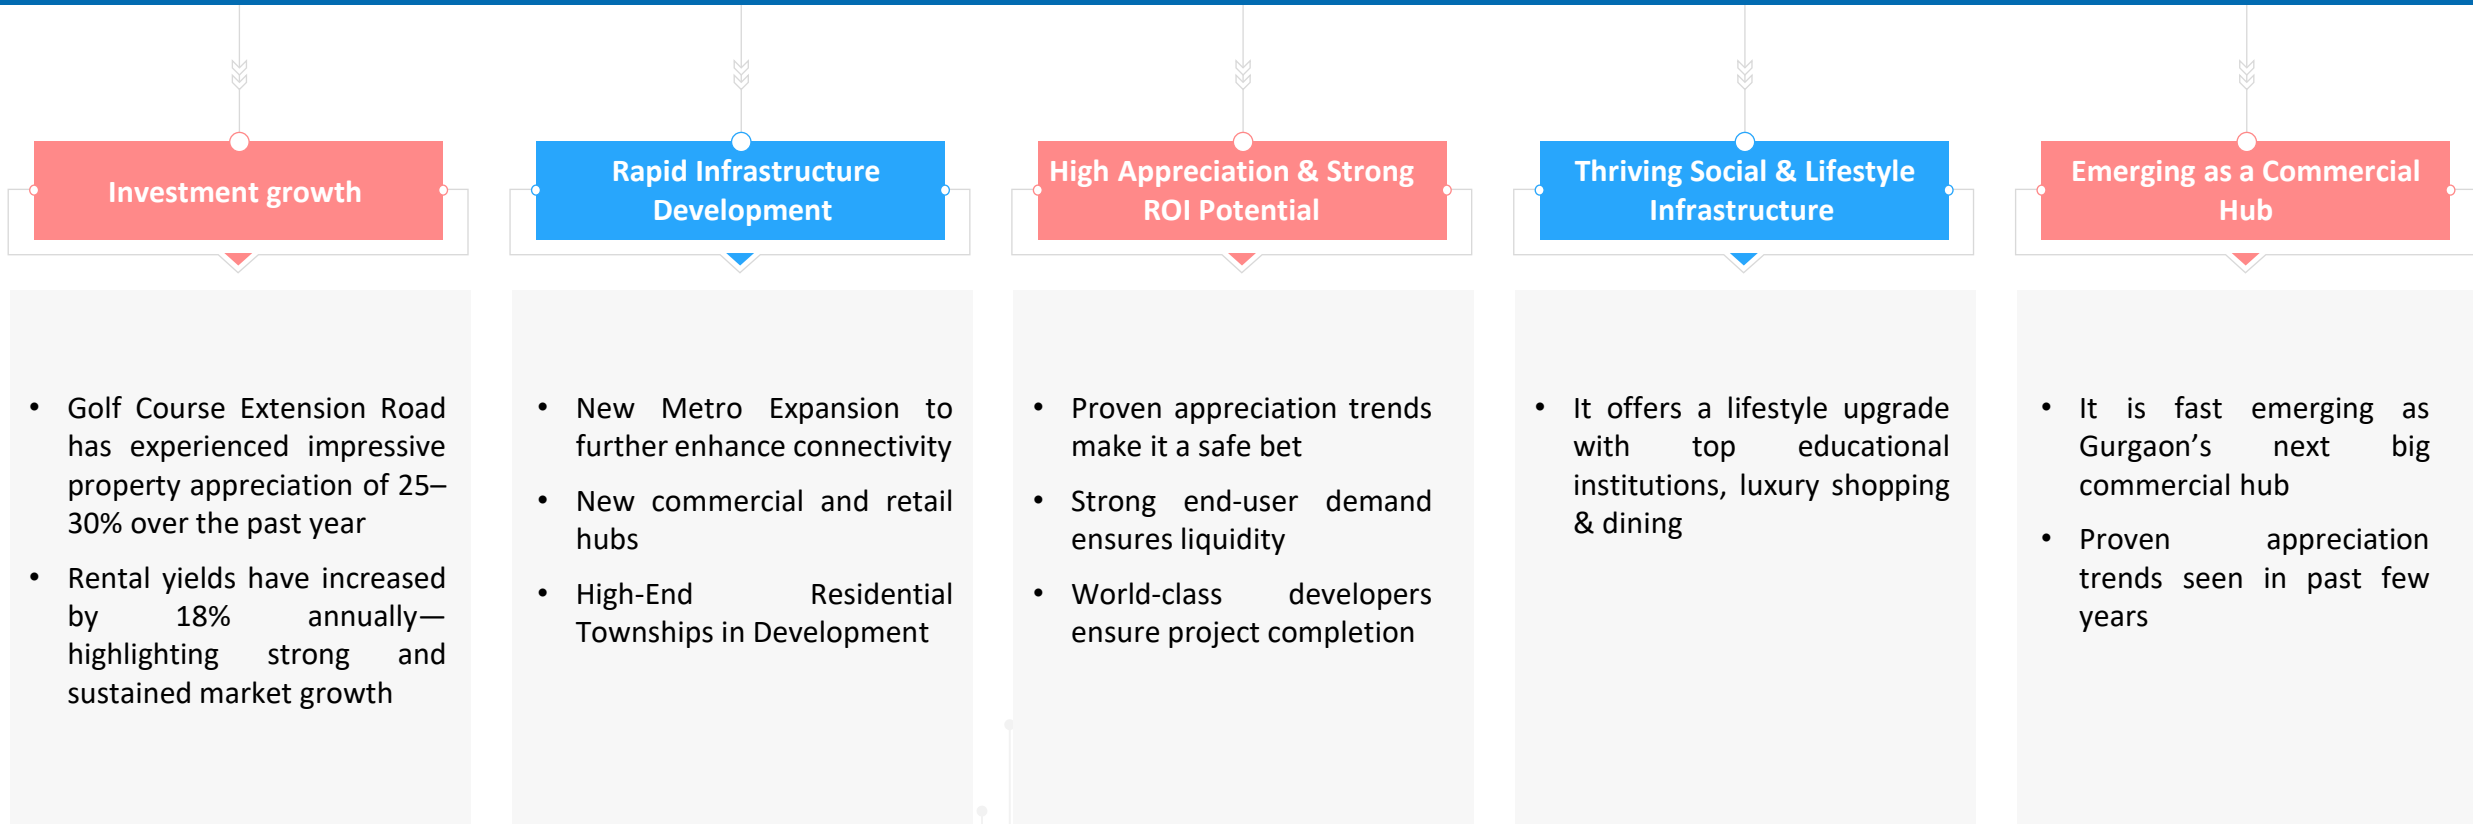 Investment growth
Rapid Infrastructure
Development
High Appreciation & Strong
ROI Potential
Thriving Social & Lifestyle
Infrastructure
Emerging as a Commercial
Hub
• Golf Course Extension Road
has experienced impressive
property appreciation of 25–
30% over the past year
• Rental yields have increased
by 18% annually—
highlighting strong and
sustained market growth
• New Metro Expansion to
further enhance connectivity
• New commercial and retail
hubs
• High-End Residential
Townships in Development
• Proven appreciation trends
make it a safe bet
• Strong end-user demand
ensures liquidity
• World-class developers
ensure project completion
• It offers a lifestyle upgrade
with top educational
institutions, luxury shopping
& dining
• It is fast emerging as
Gurgaon’s next big
commercial hub
• Proven appreciation
trends seen in past few
years